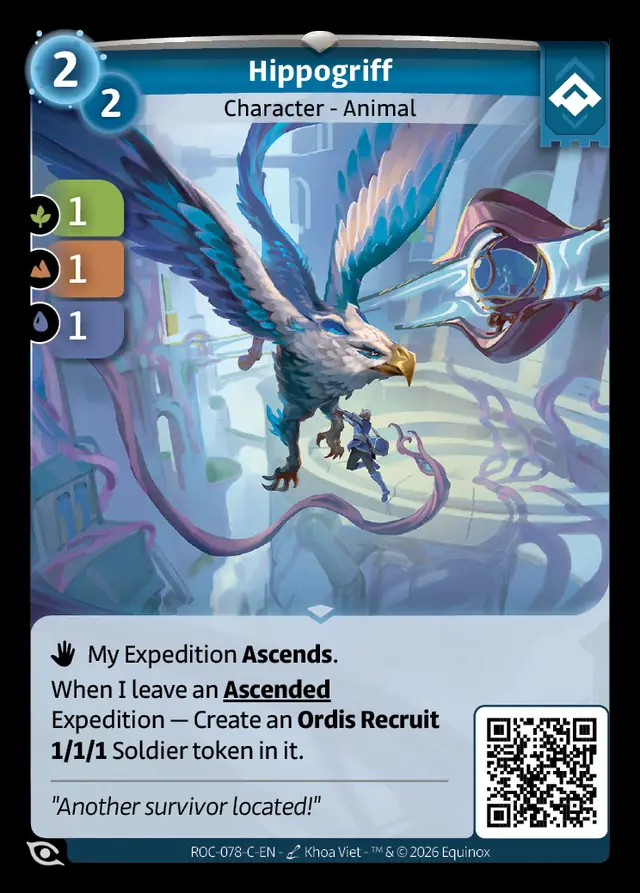 2
2
Hippogriff
Character - Animal
1
1
1
My Expedition Ascends.
When I leave an Ascended
Expedition — Create an Ordis Recruit
1/1/1 Soldier token in it.
"Another survivor located!"
ROC-078-C-EN - Khoa Viet - ™ & © 2026 Equinox